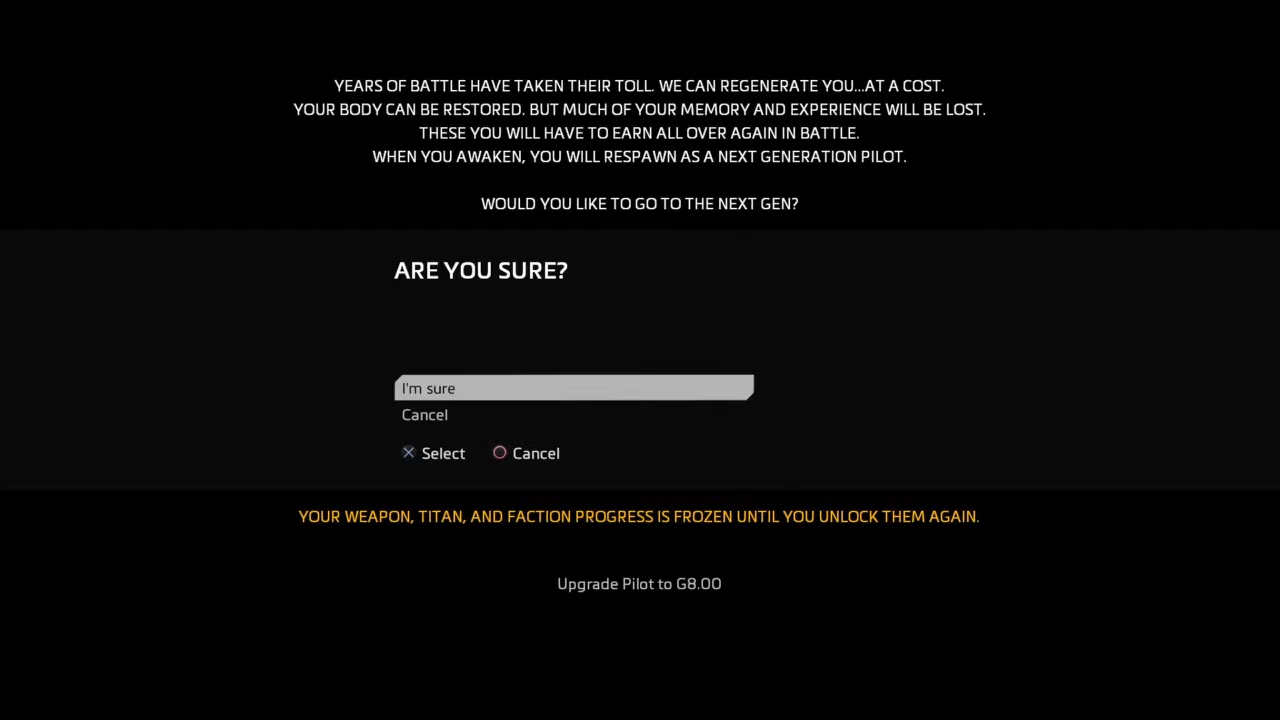 YEARS OF BATTLE HAVE TAKEN THEIR TOLL. WE CAN REGENERATE YOU...AT A COST.
YOUR BODY CAN BE RESTORED. BUT MUCH OF YOUR MEMORY AND EXPERIENCE WILL BE LOST.
THESE YOU WILL HAVE TO EARN ALL OVER AGAIN IN BATTLE.
WHEN YOU AWAKEN, YOU WILL RESPAWN AS A NEXT GENERATION PILOT.
WOULD YOU LIKE TO GO TO THE NEXT GEN?
ARE YOU SURE?
I'm sure
Cancel
Select Cancel
YOUR WEAPON, TITAN, AND FACTION PROGRESS IS FROZEN UNTIL YOU UNLOCK THEM AGAIN.
Upgrade Pilot to G8.00